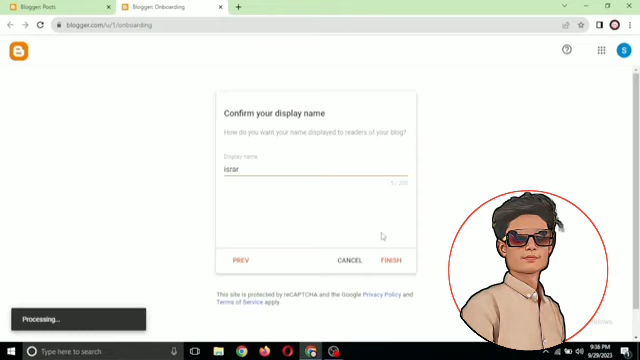 Blogger: Posts
Blogger: Onboarding
blogger.com/u/1/onboarding
S
Confirm your display name
How do you want your name displayed to readers of your blog?
Display name
israr
5 / 200
PREV
CANCEL
FINISH
This site is protected by reCAPTCHA and the Google Privacy Policy and
Terms of Service apply.
Processing...
Type here to search
9:36 PM
9/29/2023